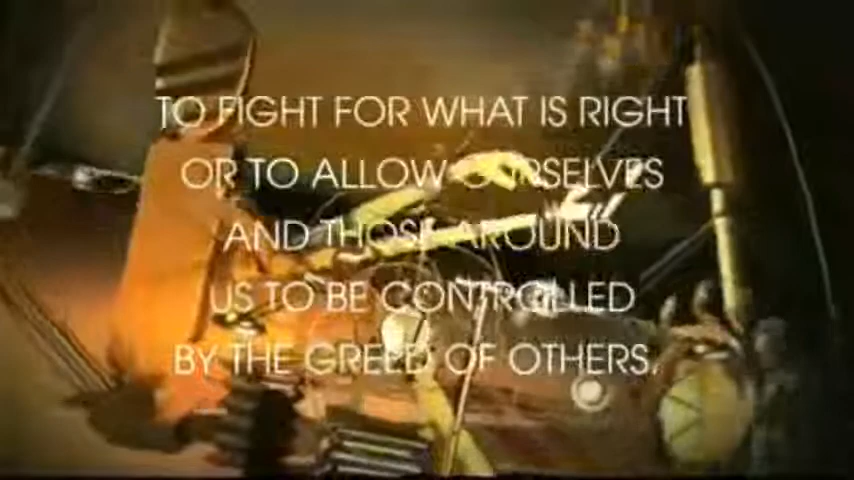 TO FIGHT FOR WHAT IS RIGHT
OR TO ALLOW OURSELVES
AND THOSE AROUND
US TO BE CONTROLLED
BY THE GREED OF OTHERS.